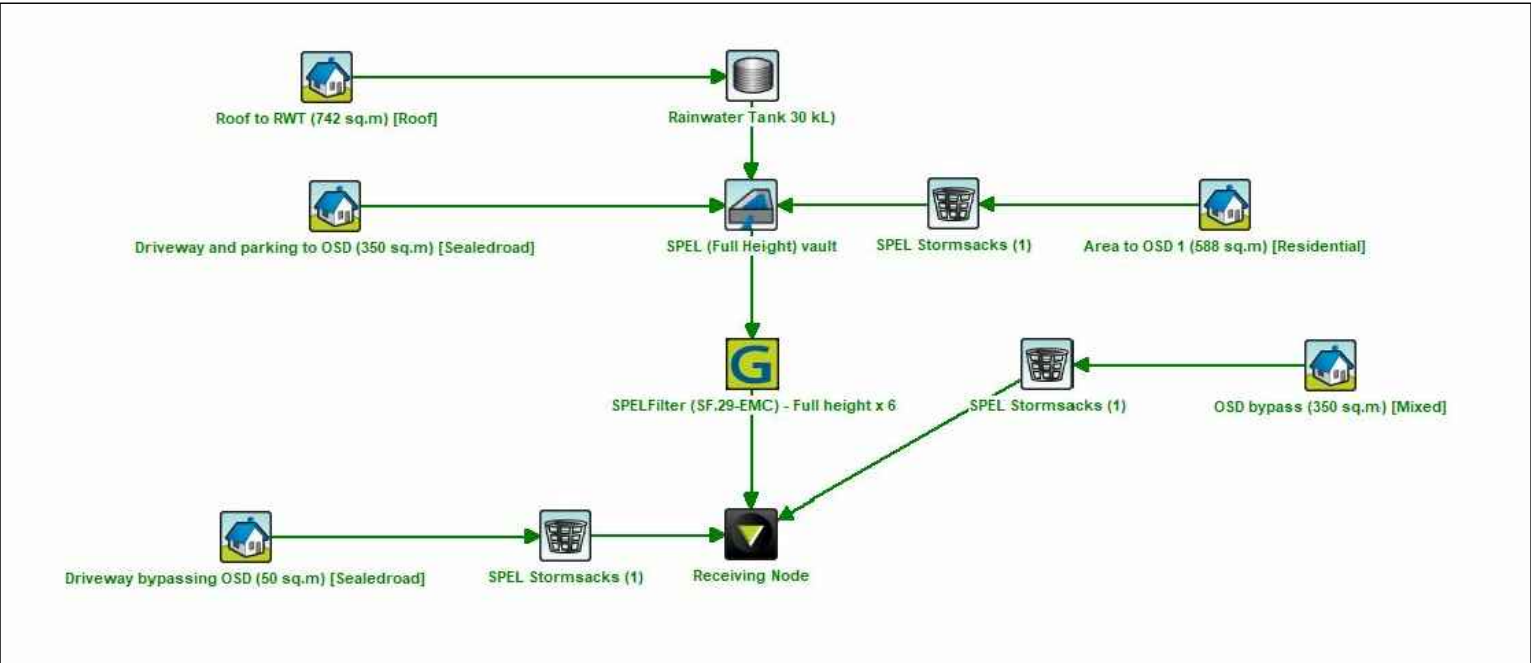 Roof to RWT (742 sq.m) [Roof]
Rainwater Tank 30 kL)
Driveway and parking to OSD (350 sq.m) [Sealedroad]
SPEL (Full Height) vault
SPEL Stormsacks (1)
Area to OSD 1 (588 sq.m) [Residential]
G
SPELFilter (SF.29-EMC) - Full height x 6
SPEL Stormsacks (1)
OSD bypass (350 sq.m) [Mixed]
Driveway bypassing OSD (50 sq.m) [Sealedroad]
SPEL Stormsacks (1)
Receiving Node